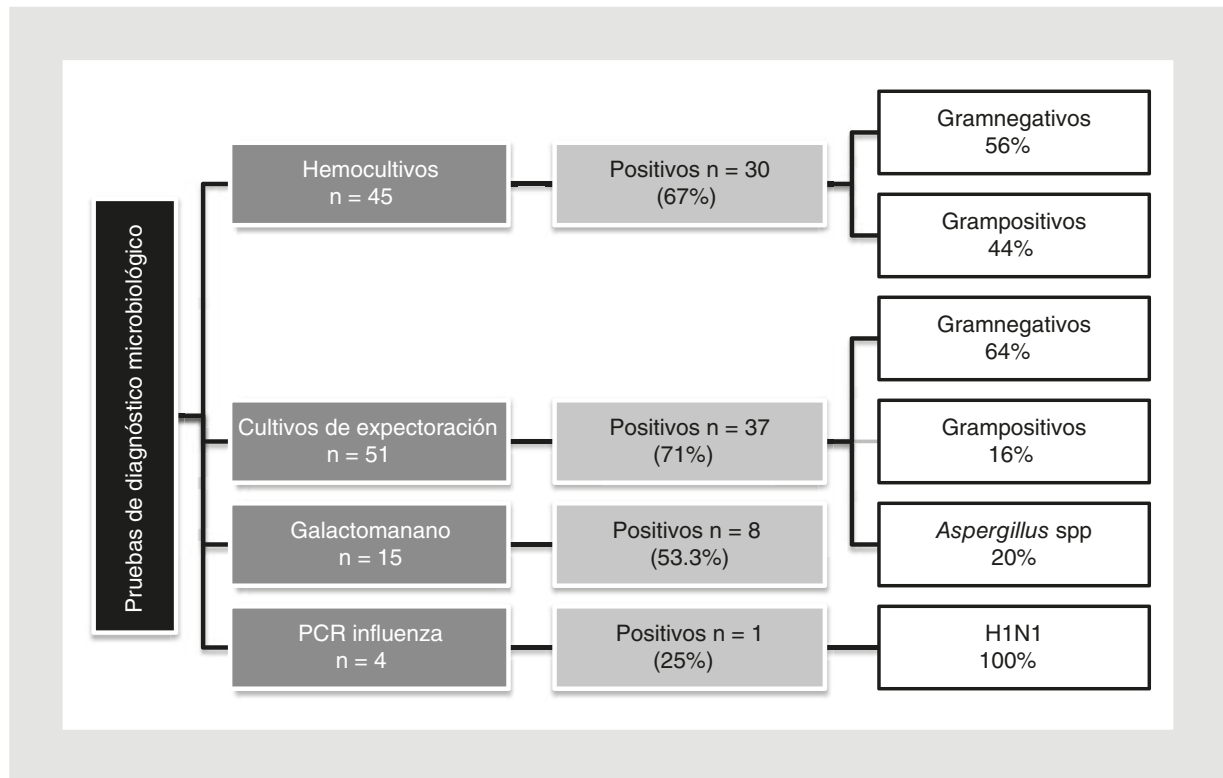 Pruebas de diagnóstico microbiológico
Hemocultivos
n = 45
Positivos n = 30
(67%)
Gramnegativos
56%
Grampositivos
44%
Cultivos de expectoración
n = 51
Positivos n = 37
(71%)
Gramnegativos
64%
Grampositivos
16%
Aspergillus spp
20%
Galactomanano
n = 15
Positivos n = 8
(53.3%)
PCR influenza
n = 4
Positivos n = 1
(25%)
H1N1
100%